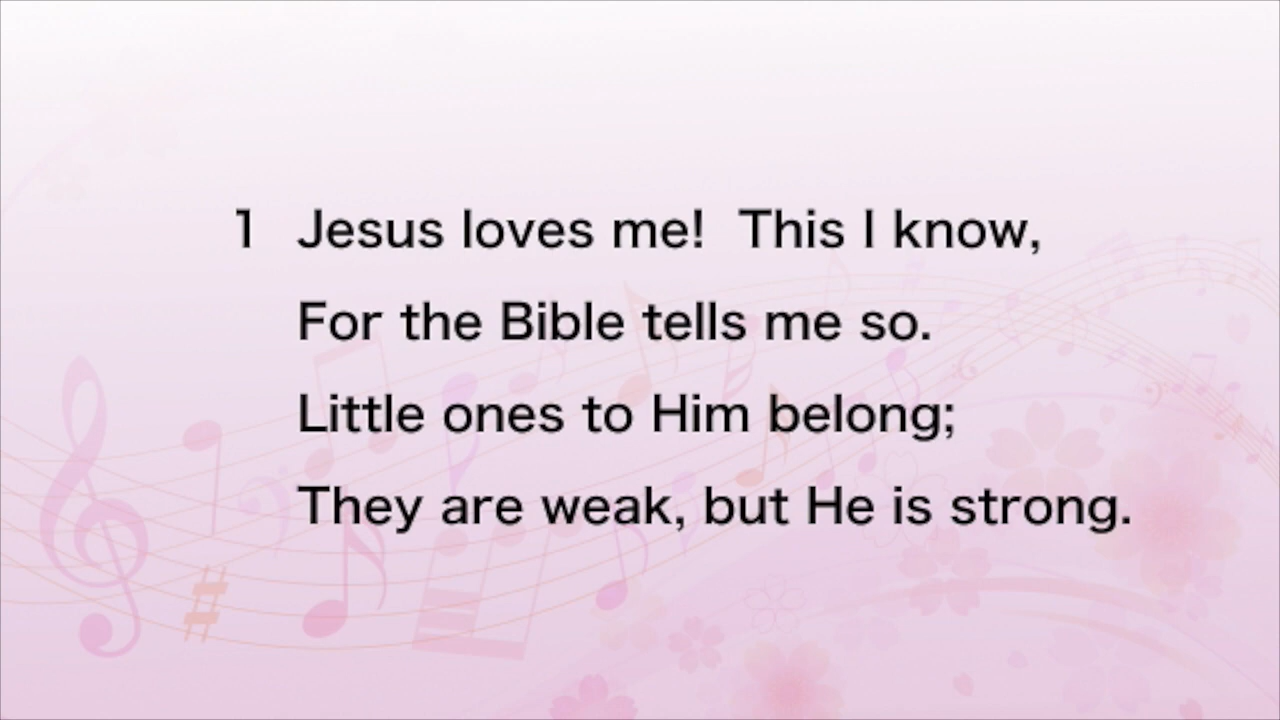 1 Jesus loves me! This I know,
For the Bible tells me so.
Little ones to Him belong;
They are weak, but He is strong.